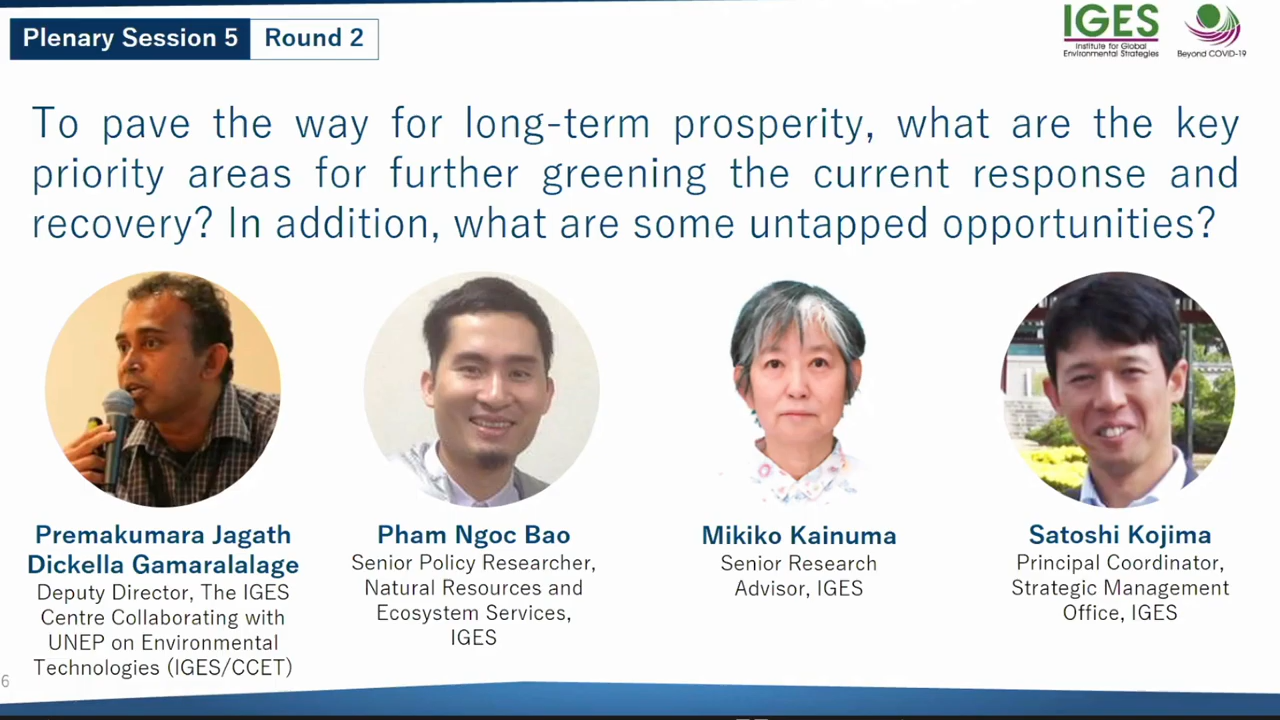 Plenary Session 5 Round 2
IGES
Institute for Global
Environmental Strategies
Beyond COVID-19
To pave the way for long-term prosperity, what are the key
priority areas for further greening the current response and
recovery? In addition, what are some untapped opportunities?
Premakumara Jagath
Dickella Gamaralalage
Deputy Director, The IGES
Centre Collaborating with
UNEP on Environmental
Technologies (IGES/CCET)
Pham Ngoc Bao
Senior Policy Researcher,
Natural Resources and
Ecosystem Services,
IGES
Mikiko Kainuma
Senior Research
Advisor, IGES
Satoshi Kojima
Principal Coordinator,
Strategic Management
Office, IGES
6